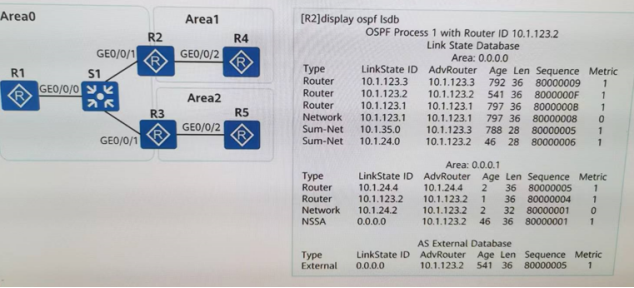 Area0
Area1
R2
R4
GE0/0/1
GE0/0/2
R1
GE0/0/0
S1
Area2
R3
R5
GE0/0/2
GE0/0/1
[R2]display ospf lsdb
OSPF Process 1 with Router ID 10.1.123.2
Link State Database
Area: 0.0.0.0
Type LinkState ID AdvRouter Age Len Sequence Metric
Router 10.1.123.3 10.1.123.3 792 36 80000009 1
Router 10.1.123.2 10.1.123.2 541 36 8000000F 1
Router 10.1.123.1 10.1.123.1 797 36 8000000B 1
Network 10.1.123.1 10.1.123.1 797 36 80000008 0
Sum-Net 10.1.35.0 10.1.123.3 788 28 80000005 1
Sum-Net 10.1.24.0 10.1.123.2 46 28 80000006 1
Area: 0.0.0.1
Type LinkState ID AdvRouter Age Len Sequence Metric
Router 10.1.24.4 10.1.24.4 2 36 80000005 1
Router 10.1.123.2 10.1.123.2 1 36 80000004 1
Network 10.1.24.2 10.1.123.2 2 32 80000001 0
NSSA 0.0.0.0 10.1.123.2 46 36 80000001 1
AS External Database
Type LinkState ID AdvRouter Age Len Sequence Metric
External 0.0.0.0 10.1.123.2 541 36 80000005 1